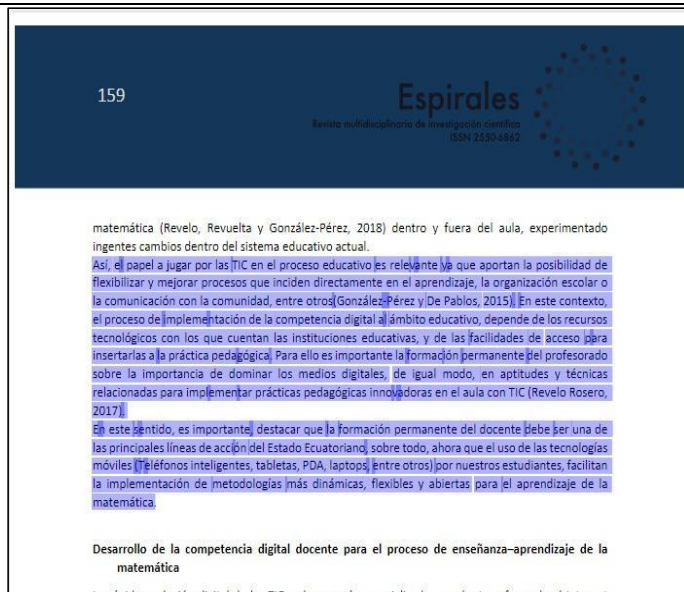 159
Espirales
Revista multidisciplinaria de investigación científica
ISSN 2550-6862
matemática (Revelo, Revuelta y González-Pérez, 2018) dentro y fuera del aula, experimentado
ingentes cambios dentro del sistema educativo actual.
Así, el papel a jugar por las TIC en el proceso educativo es relevante ya que aportan la posibilidad de
flexibilizar y mejorar procesos que inciden directamente en el aprendizaje, la organización escolar o
la comunicación con la comunidad, entre otros(González-Pérez y De Pablos, 2015). En este contexto,
el proceso de implementación de la competencia digital al ámbito educativo, depende de los recursos
tecnológicos con los que cuentan las instituciones educativas, y de las facilidades de acceso para
insertarlas a la práctica pedagógica. Para ello es importante la formación permanente del profesorado
sobre la importancia de dominar los medios digitales, de igual modo, en aptitudes y técnicas
relacionadas para implementar prácticas pedagógicas innovadoras en el aula con TIC (Revelo Rosero,
2017).
En este sentido, es importante, destacar que la formación permanente del docente debe ser una de
las principales líneas de acción del Estado Ecuatoriano, sobre todo, ahora que el uso de las tecnologías
móviles (Teléfonos inteligentes, tabletas, PDA, laptops, entre otros) por nuestros estudiantes, facilitan
la implementación de metodologías más dinámicas, flexibles y abiertas para el aprendizaje de la
matemática.
Desarrollo de la competencia digital docente para el proceso de enseñanza–aprendizaje de la
matemática